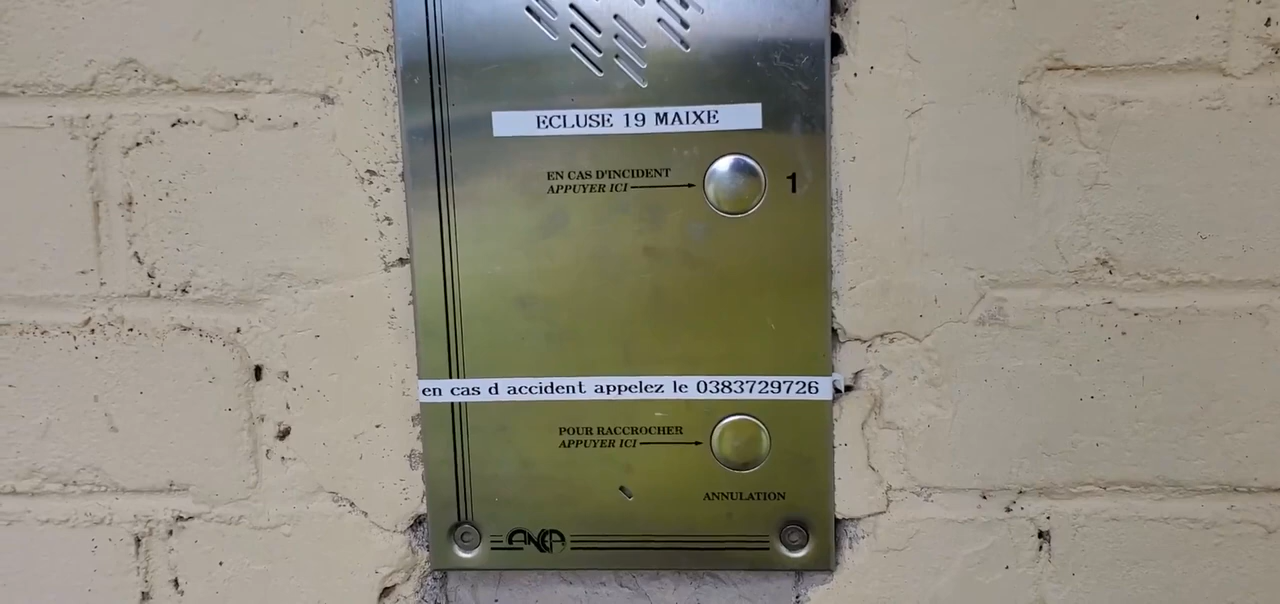 ECLUSE 19 MAIXE
EN CAS D'INCIDENT
APPUYER ICI
1
en cas d accident appelez le 0383729726
POUR RACCROCHER
APPUYER ICI
ANNULATION